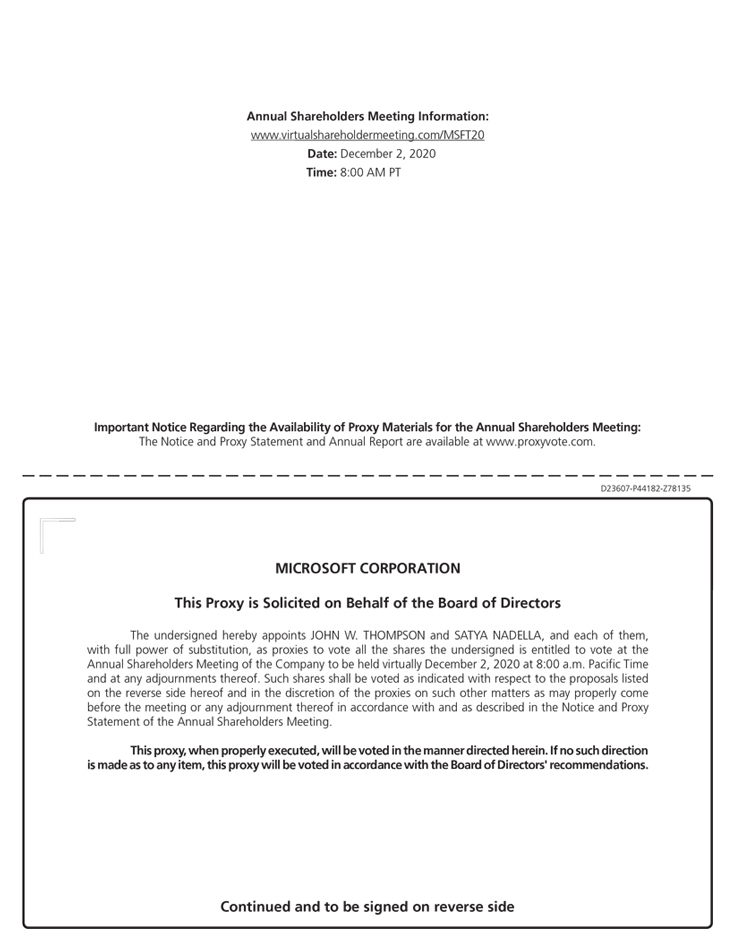 Annual Shareholders Meeting Information:
www.virtualshareholdermeeting.com/MSFT20
Date: December 2, 2020
Time: 8:00 AM PT
Important Notice Regarding the Availability of Proxy Materials for the Annual Shareholders Meeting:
The Notice and Proxy Statement and Annual Report are available at www.proxyvote.com.
D23607-P44182-Z78135
MICROSOFT CORPORATION
This Proxy is Solicited on Behalf of the Board of Directors
The undersigned hereby appoints JOHN W. THOMPSON and SATYA NADELLA, and each of them,
with full power of substitution, as proxies to vote all the shares the undersigned is entitled to vote at the
Annual Shareholders Meeting of the Company to be held virtually December 2, 2020 at 8:00 a.m. Pacific Time
and at any adjournments thereof. Such shares shall be voted as indicated with respect to the proposals listed
on the reverse side hereof and in the discretion of the proxies on such other matters as may properly come
before the meeting or any adjournment thereof in accordance with and as described in the Notice and Proxy
Statement of the Annual Shareholders Meeting.
This proxy, when properly executed, will be voted in the manner directed herein. If no such direction
is made as to any item, this proxy will be voted in accordance with the Board of Directors' recommendations.
Continued and to be signed on reverse side